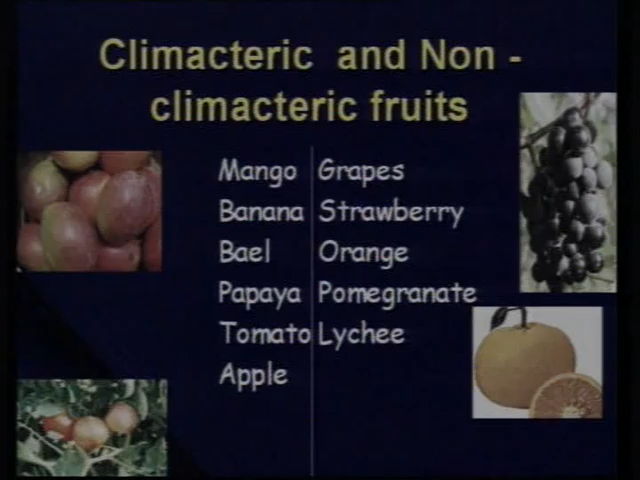 Climacteric and Non -
climacteric fruits
Mango Grapes
Banana Strawberry
Bael Orange
Papaya Pomegranate
Tomato Lychee
Apple